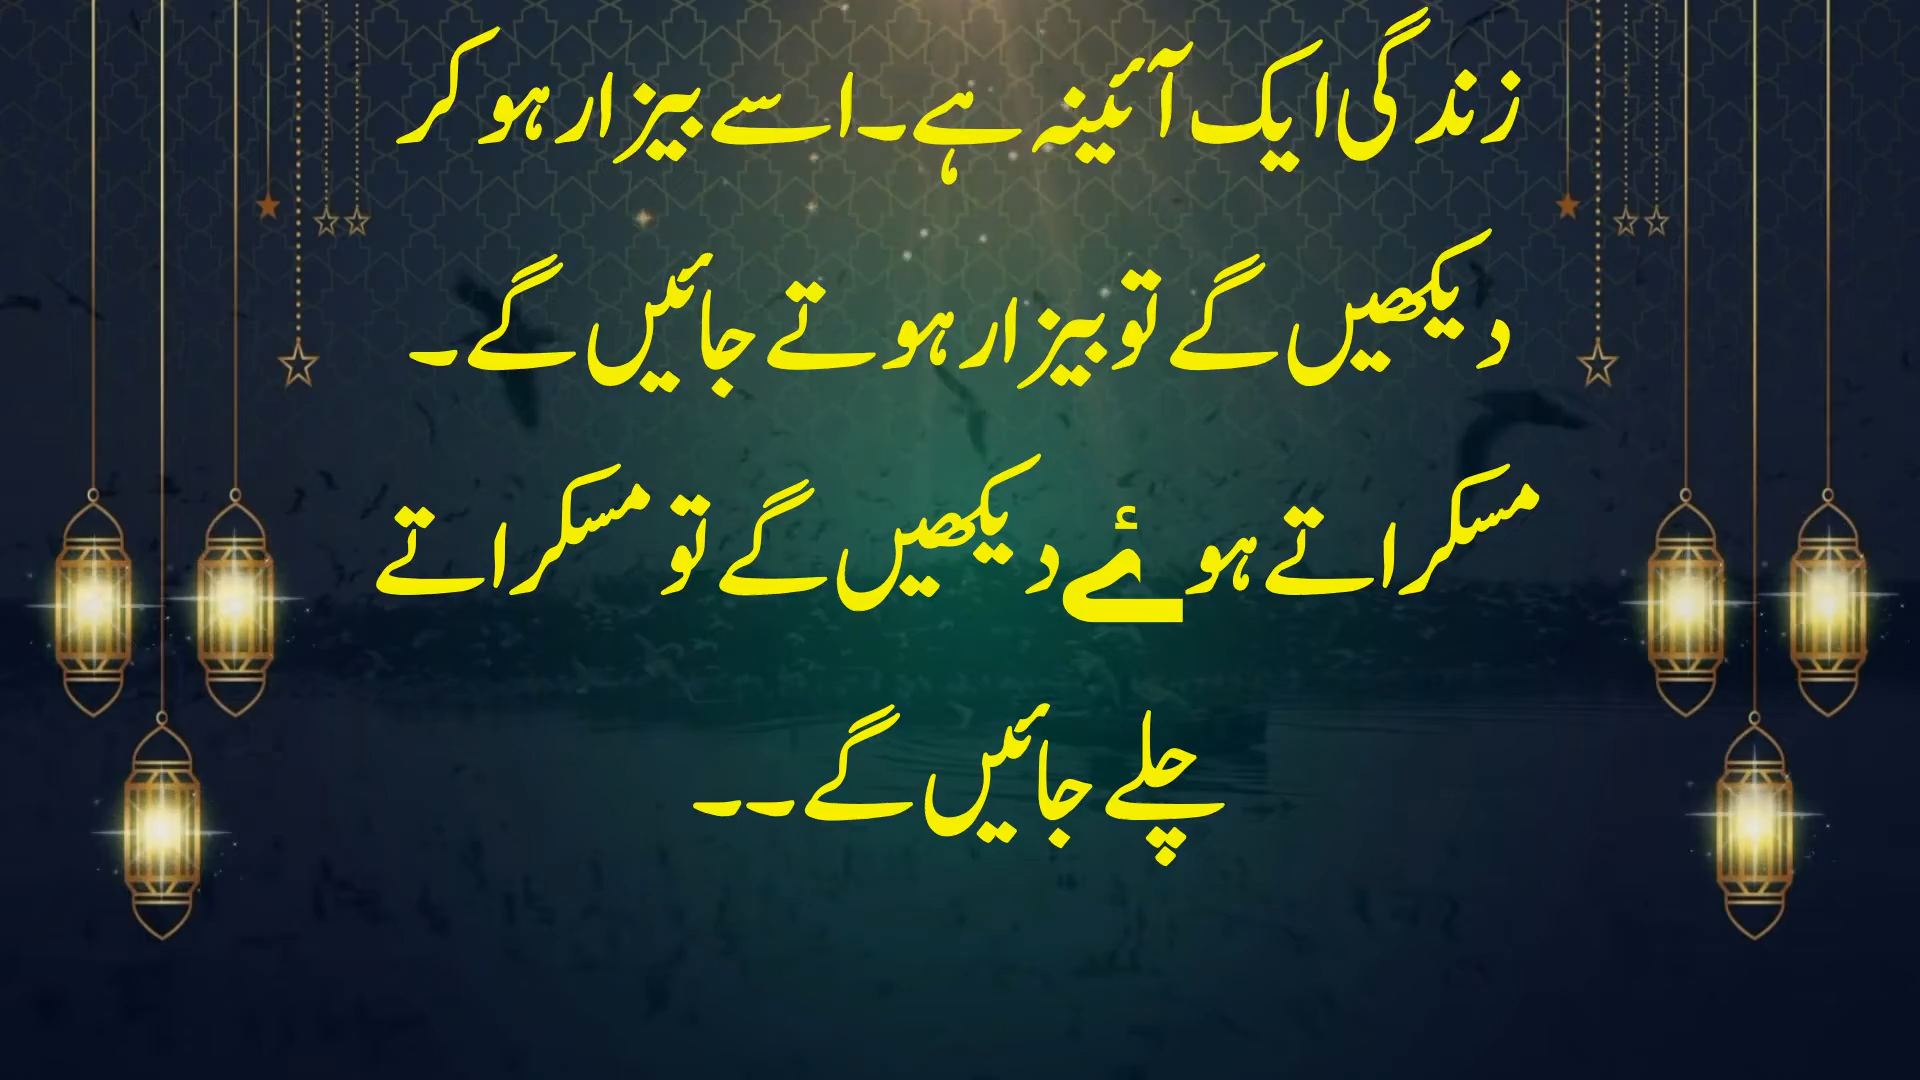 زندگی ایک آئینہ ہے۔ اسے بیزار ہو کر
دیکھیں گے تو بیزار ہوتے جائیں گے۔
مسکراتے ہوۓ دیکھیں گے تو مسکراتے
چلے جائیں گے۔۔